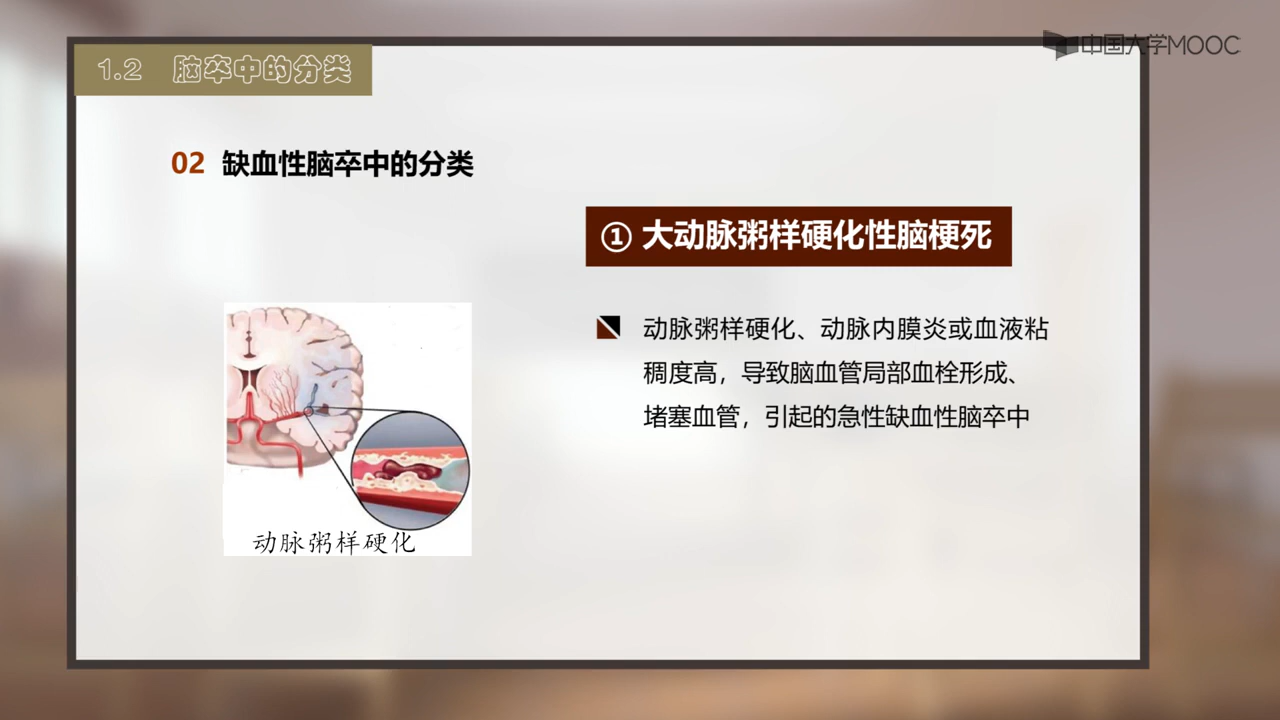 中国大学MOOC
1.2 脑卒中的分类
02 缺血性脑卒中的分类
① 大动脉粥样硬化性脑梗死
动脉粥样硬化、动脉内膜炎或血液粘
稠度高，导致脑血管局部血栓形成、
堵塞血管，引起的急性缺血性脑卒中
动脉粥样硬化